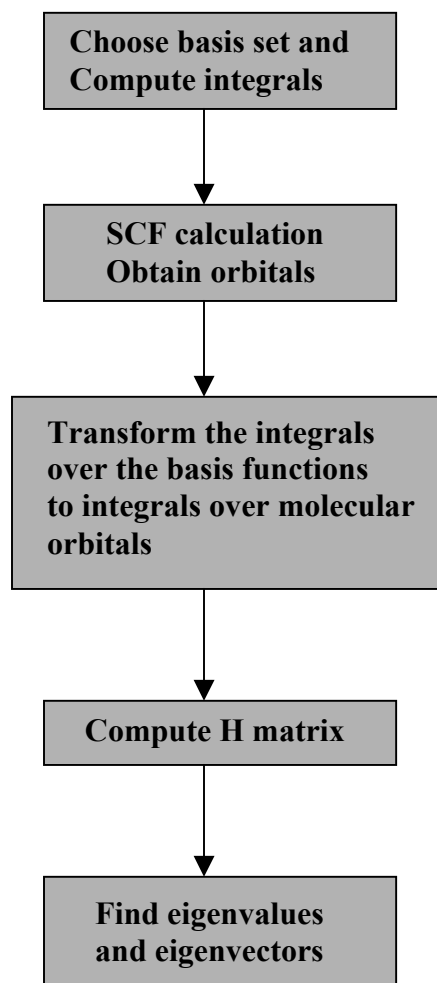 Choose basis set and
Compute integrals
SCF calculation
Obtain orbitals
Transform the integrals
over the basis functions
to integrals over molecular
orbitals
Compute H matrix
Find eigenvalues
and eigenvectors